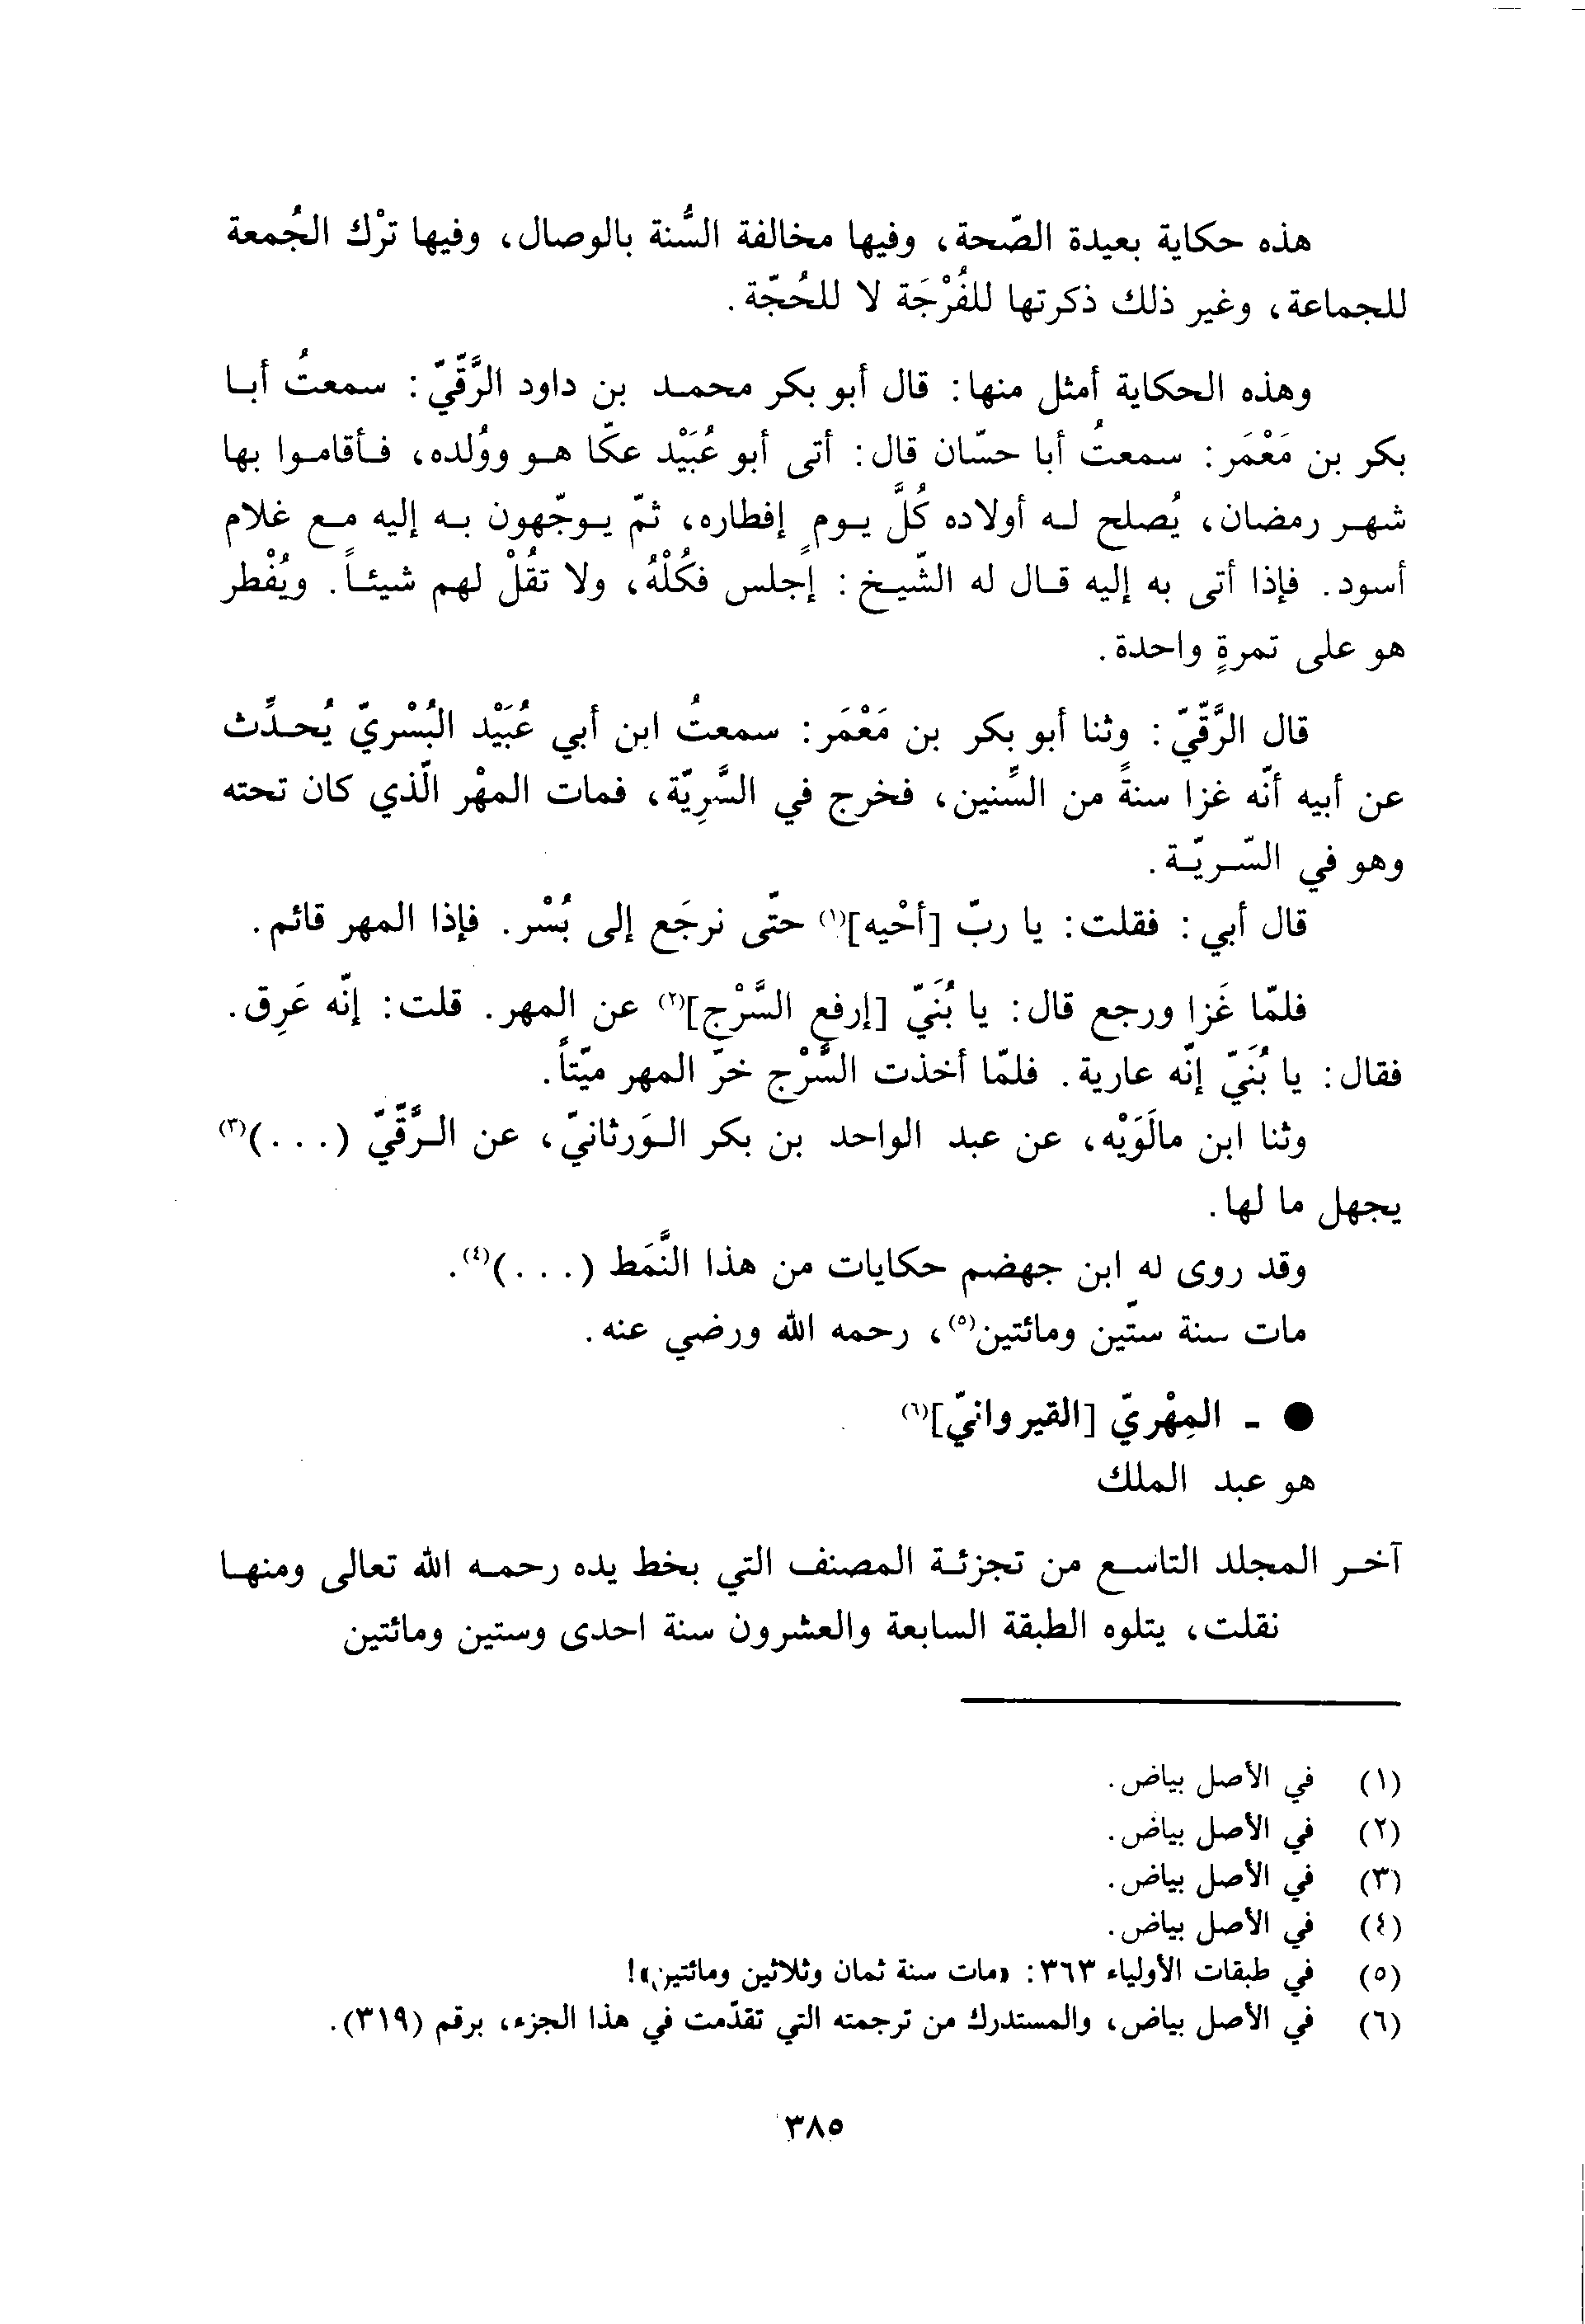 هذه حكاية بعيدة الصّحة، وفيها مخالفة السُّنة بالوصال، وفيها ترْك الجُمعة
للجماعة، وغير ذلك ذكرتها للفُرْجَة لا للحُجّة.
وهذه الحكاية أمثل منها: قال أبو بكر محمد بن داود الرَّقّيّ: سمعتُ أبا
بكر بن مَعْمَر: سمعتُ أبا حسّان قال: أتى أبو عُبَيْد عكّا هو ووُلده، فأقاموا بها
شهر رمضان، يُصلح له أولاده كُلَّ يومٍ إفطاره، ثمّ يوجّهون به إليه مع غلام
أسود. فإذا أتى به إليه قال له الشّيخ: إجلس فكُلْهُ، ولا تقُلْ لهم شيئاً. ويُفْطر
هو على تمرةٍ واحدة.
قال الرَّقّيّ: وثنا أبو بكر بن مَعْمَر: سمعتُ ابن أبي عُبَيْد البُسْريّ يُحدِّث
عن أبيه أنّه غزا سنةً من السِّنين، فخرج في السَّرِيّة، فمات المهْر الّذي كان تحته
وهو في السّريّة.
قال أبي: فقلت: يا ربّ [أحْيه]⁽١⁾ حتّى نرجَع إلى بُسْر. فإذا المهر قائم.
فلمّا غَزا ورجع قال: يا بُنَيّ [إرفع السَّرْج]⁽٢⁾ عن المهر. قلت: إنّه عَرِق.
فقال: يا بُنَيّ إنّه عارية. فلمّا أخذت السَّرْج خرّ المهر ميّتاً.
وثنا ابن مالَوَيْه، عن عبد الواحد بن بكر الوَرثانيّ، عن الرَّقّيّ (...)⁽٣⁾
يجهل ما لها.
وقد روى له ابن جهضم حكايات من هذا النَّمَط (...)⁽٤⁾.
مات سنة ستّين ومائتين⁽٥⁾، رحمه الله ورضي عنه.
● ـ المِهْريّ [القيروانيّ]⁽٦⁾
هو عبد الملك
آخر المجلد التاسع من تجزئة المصنف التي بخط يده رحمه الله تعالى ومنها
نقلت، يتلوه الطبقة السابعة والعشرون سنة احدى وستين ومائتين
(١) في الأصل بياض.
(٢) في الأصل بياض.
(٣) في الأصل بياض.
(٤) في الأصل بياض.
(٥) في طبقات الأولياء ٣٦٣: «مات سنة ثمان وثلاثين ومائتين»!
(٦) في الأصل بياض، والمستدرك من ترجمته التي تقدّمت في هذا الجزء، برقم (٣١٩).
٣٨٥